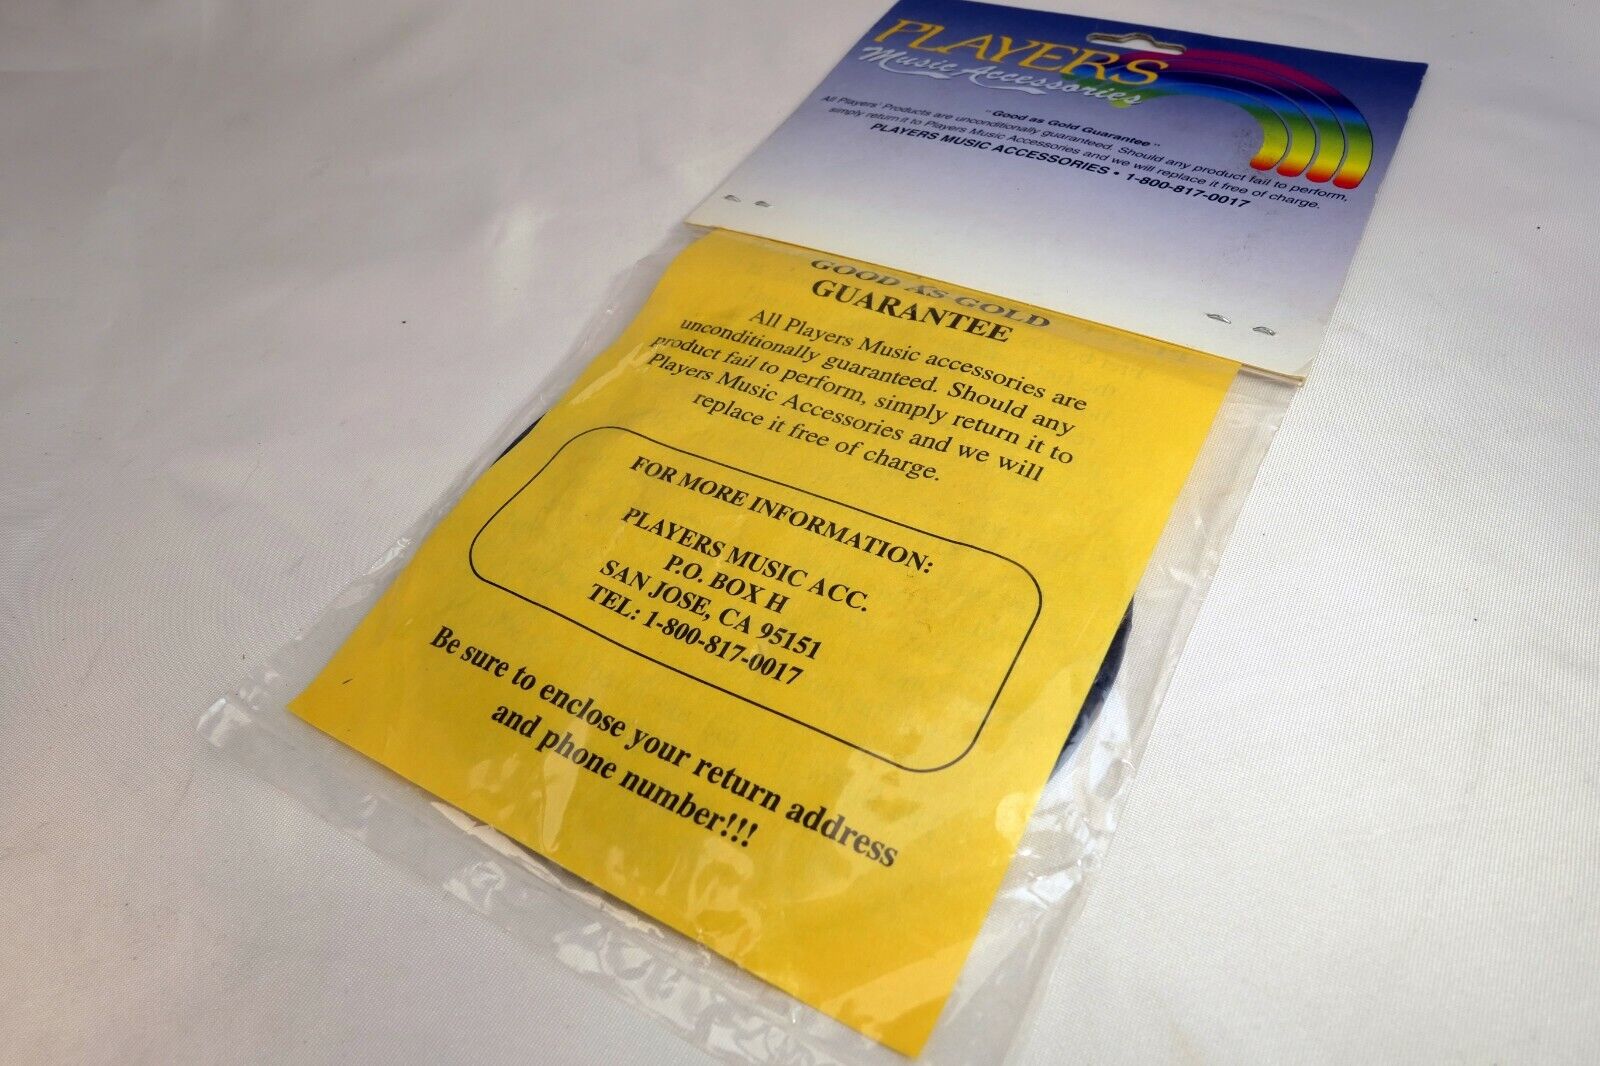 PLAYERS
Music Accessories
"Good as Gold Guarantee"
All Players' Products are unconditionally guaranteed. Should any product fail to perform,
simply return it to Players Music Accessories and we will replace it free of charge.
PLAYERS MUSIC ACCESSORIES • 1-800-817-0017
GOOD AS GOLD
GUARANTEE
All Players Music accessories are
unconditionally guaranteed. Should any
product fail to perform, simply return it to
Players Music Accessories and we will
replace it free of charge.
FOR MORE INFORMATION:
PLAYERS MUSIC ACC.
P.O. BOX H
SAN JOSE, CA 95151
TEL: 1-800-817-0017
Be sure to enclose your return address
and phone number!!!